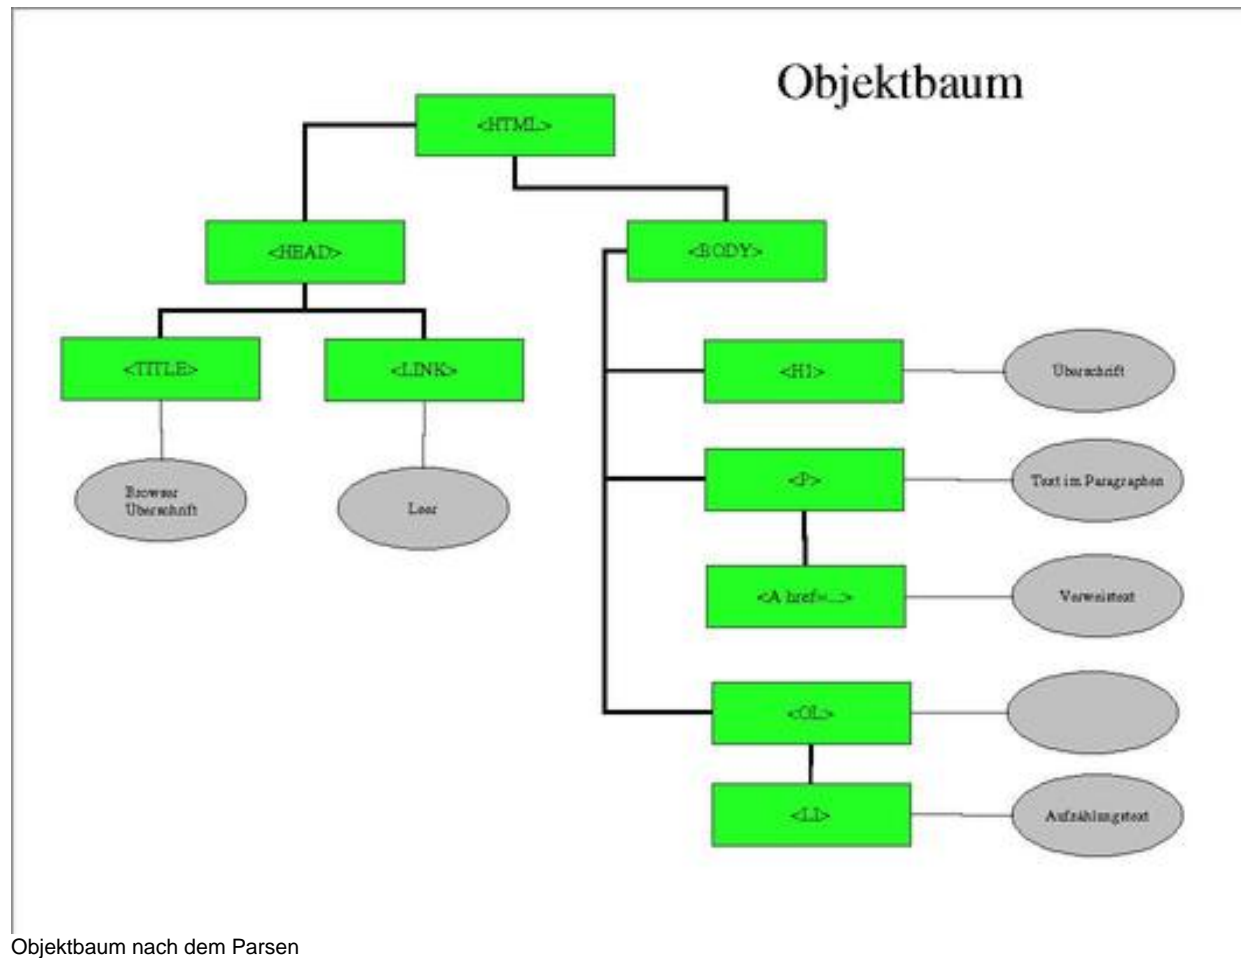 Objektbaum
<HTML>
<HEAD>
<BODY>
<TITLE>
<LINK>
<H1>
Überschrift
Browser
Überschrift
Leer
<P>
Text im Paragraphen
<A href=...>
Verweistext
<OL>
<LI>
Aufzählungstext
Objektbaum nach dem Parsen